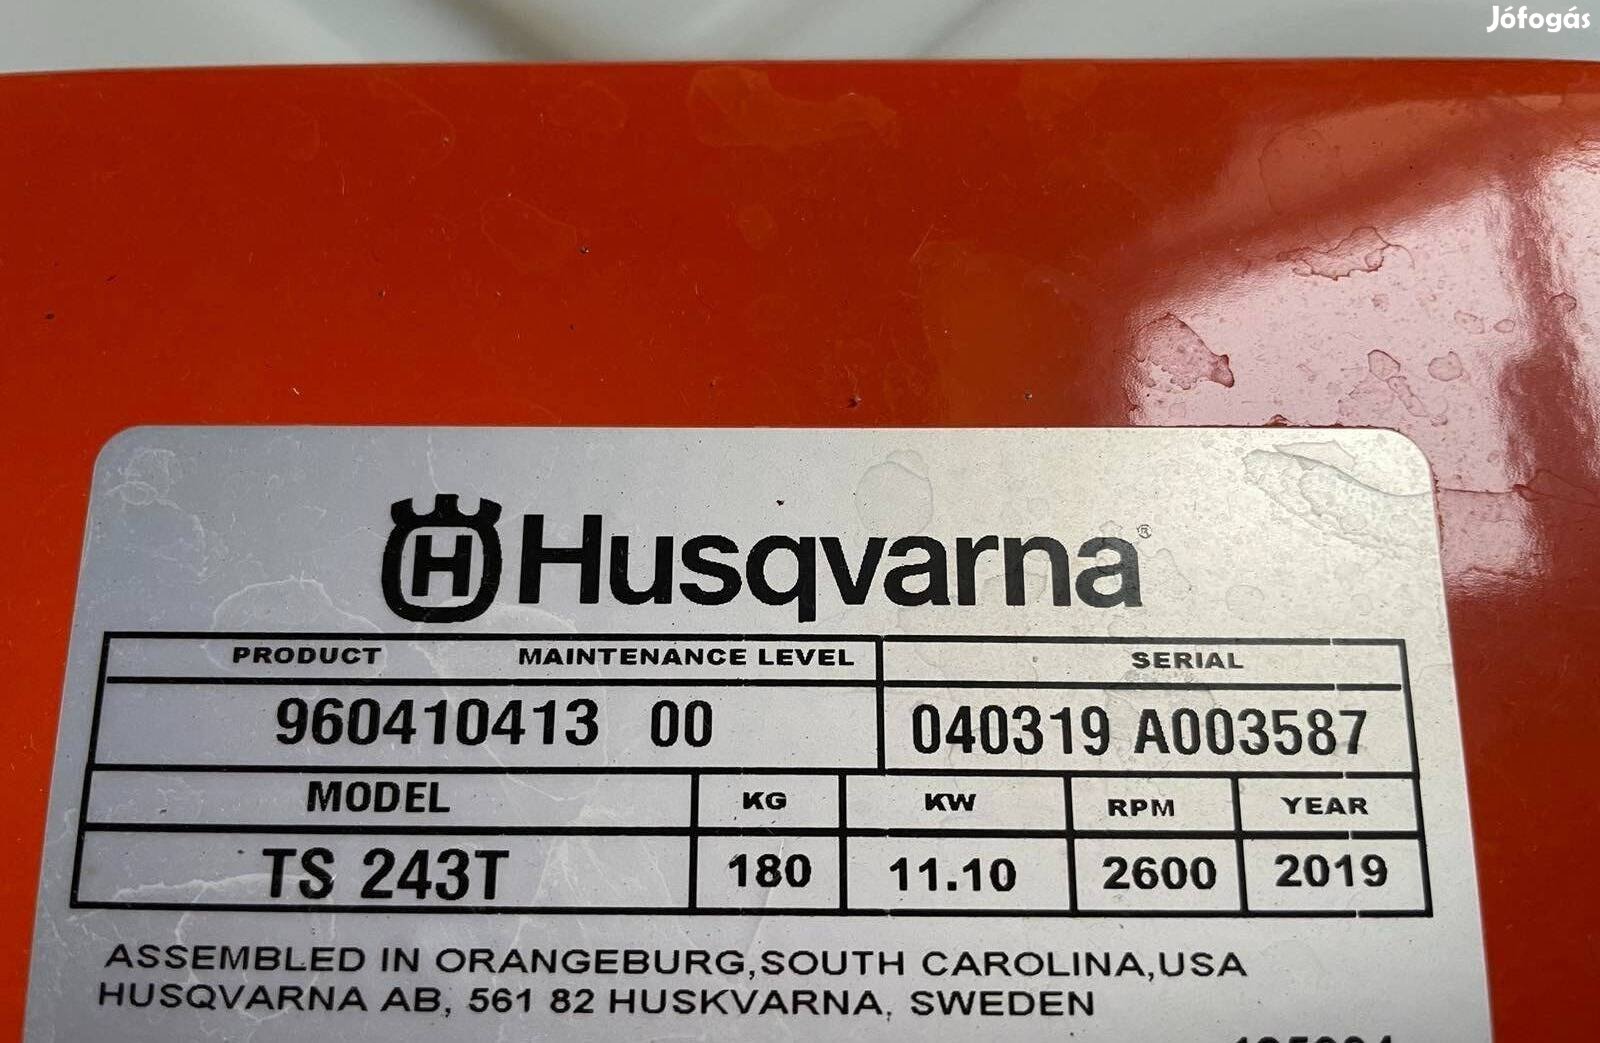 Jófogás
Husqvarna®
PRODUCT MAINTENANCE LEVEL SERIAL
960410413 00 040319 A003587
MODEL KG KW RPM YEAR
TS 243T 180 11.10 2600 2019
ASSEMBLED IN ORANGEBURG,SOUTH CAROLINA,USA
HUSQVARNA AB, 561 82 HUSKVARNA, SWEDEN